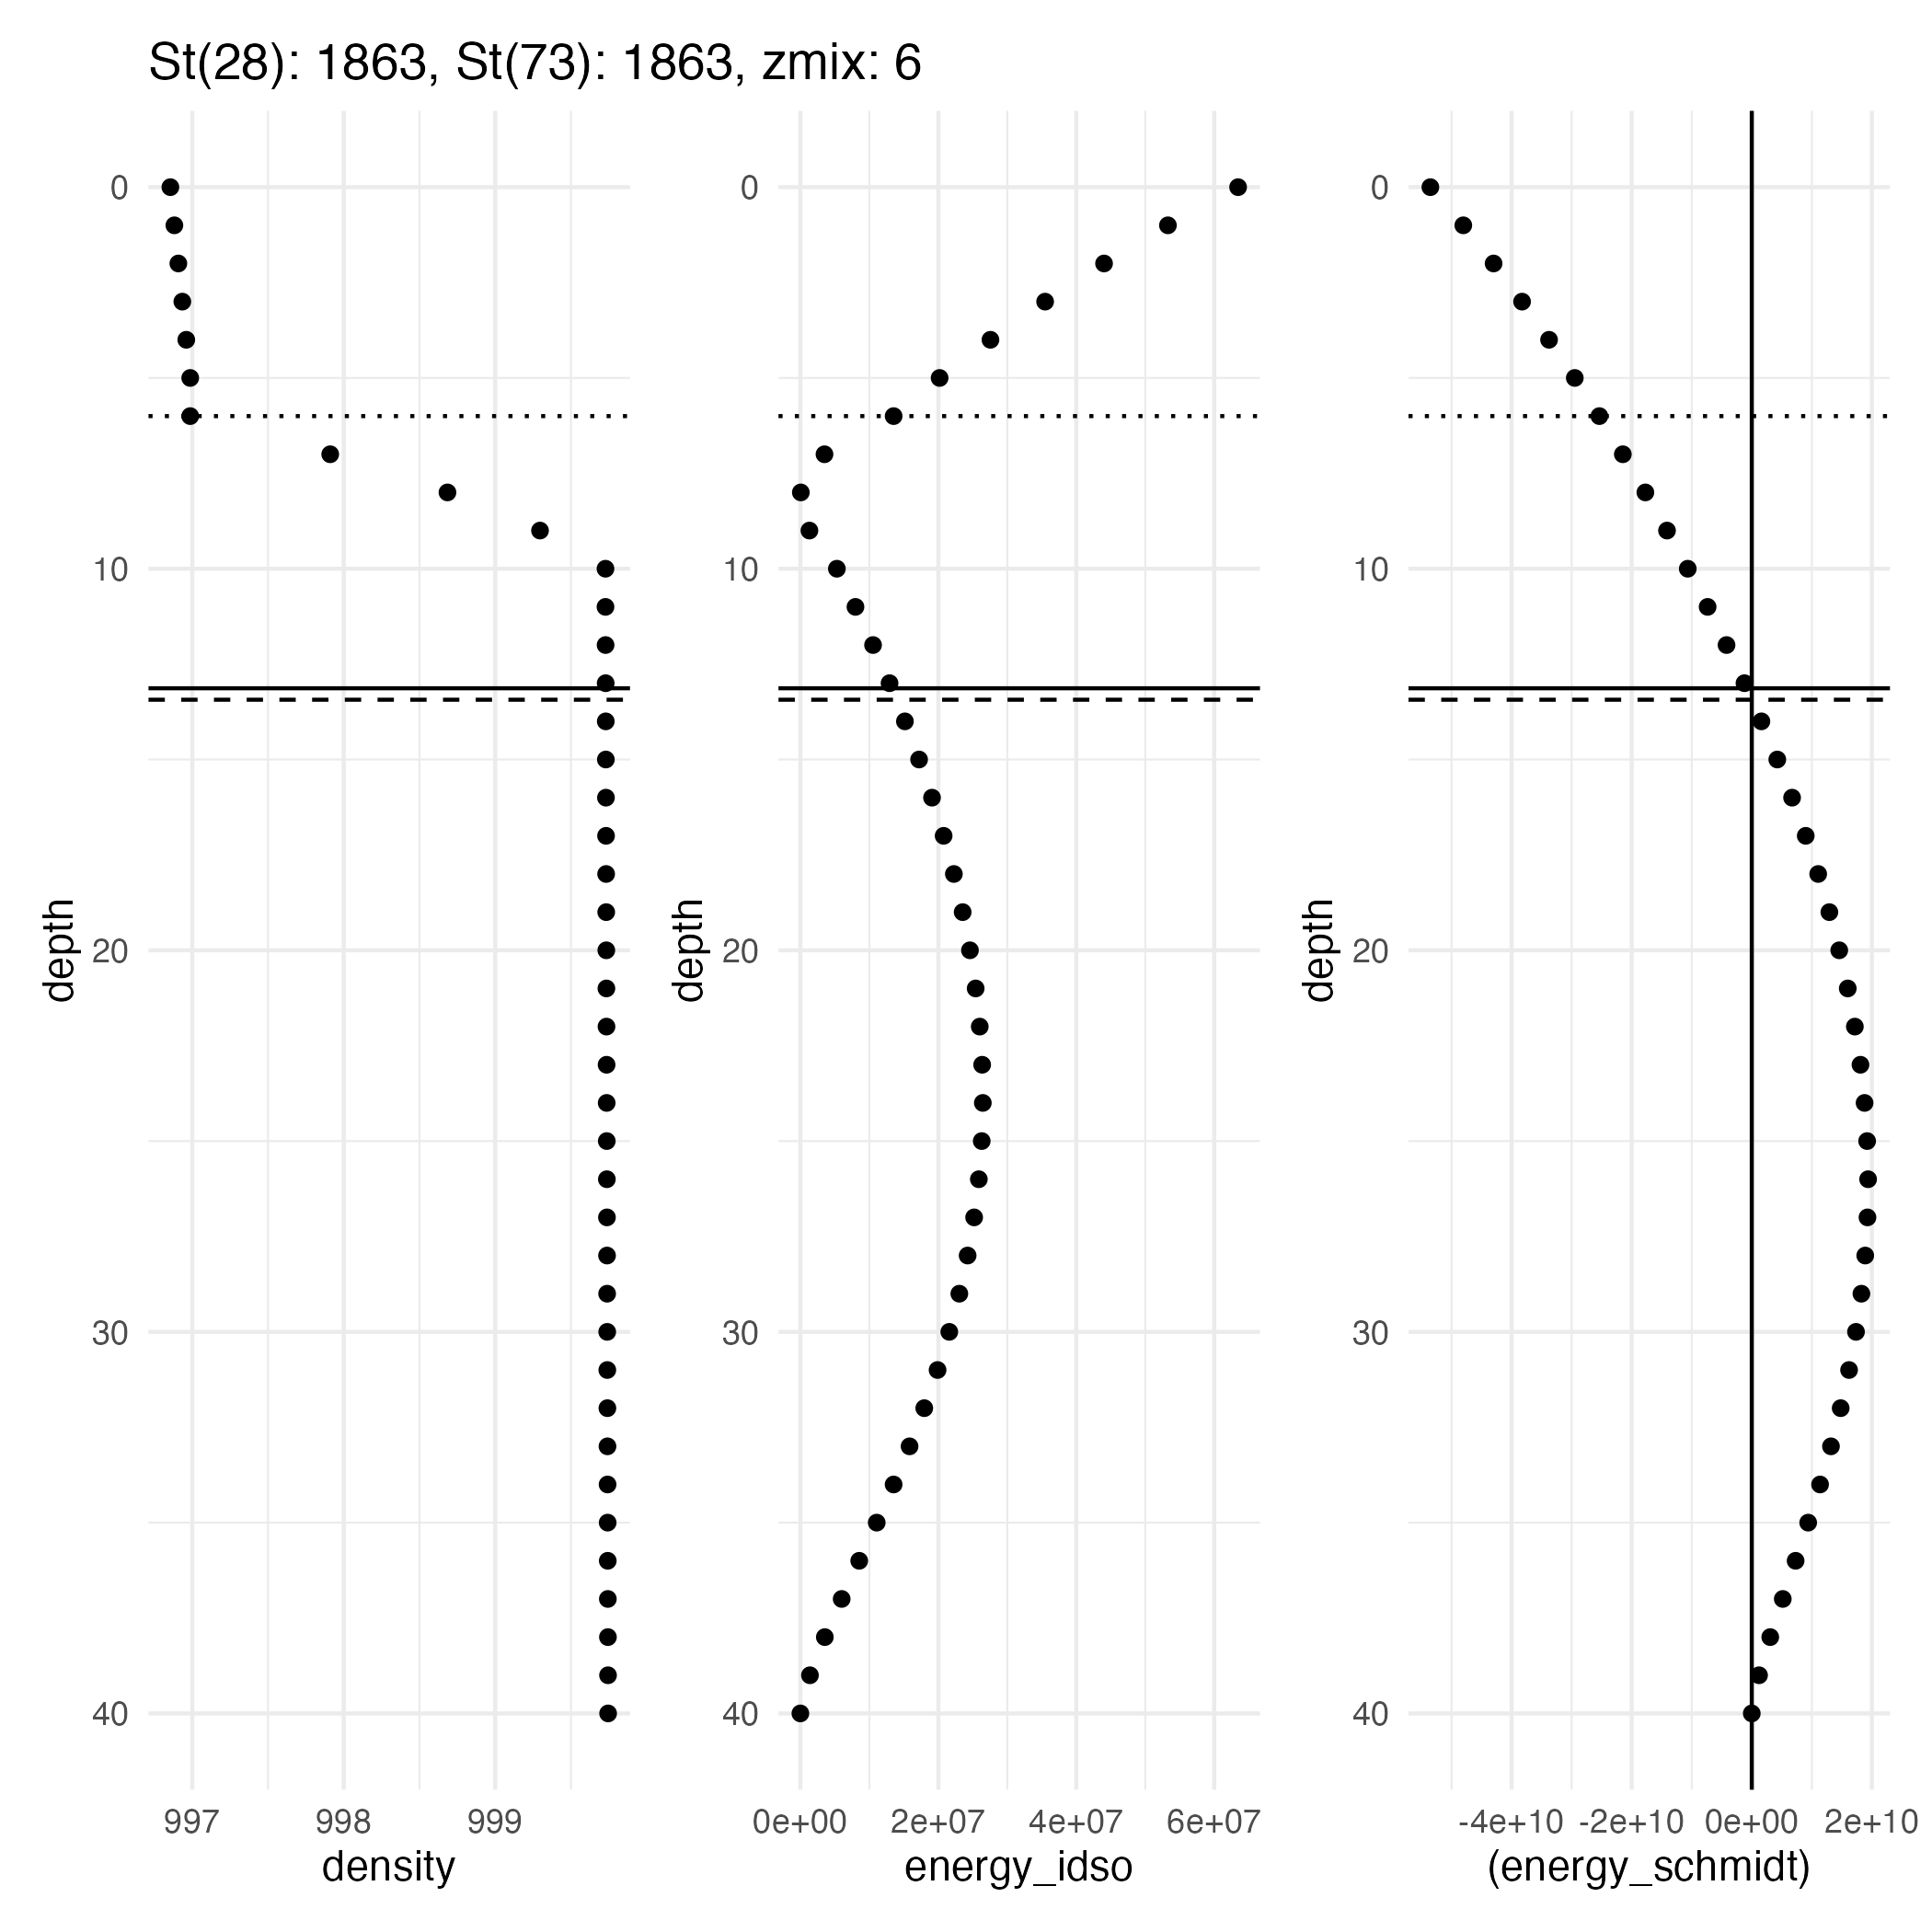 St(28): 1863, St(73): 1863, zmix: 6
depth
0
10
20
30
40
997 998 999
density
depth
0
10
20
30
40
0e+00 2e+07 4e+07 6e+07
energy_idso
depth
0
10
20
30
40
-4e+10 -2e+10 0e+00 2e+10
(energy_schmidt)